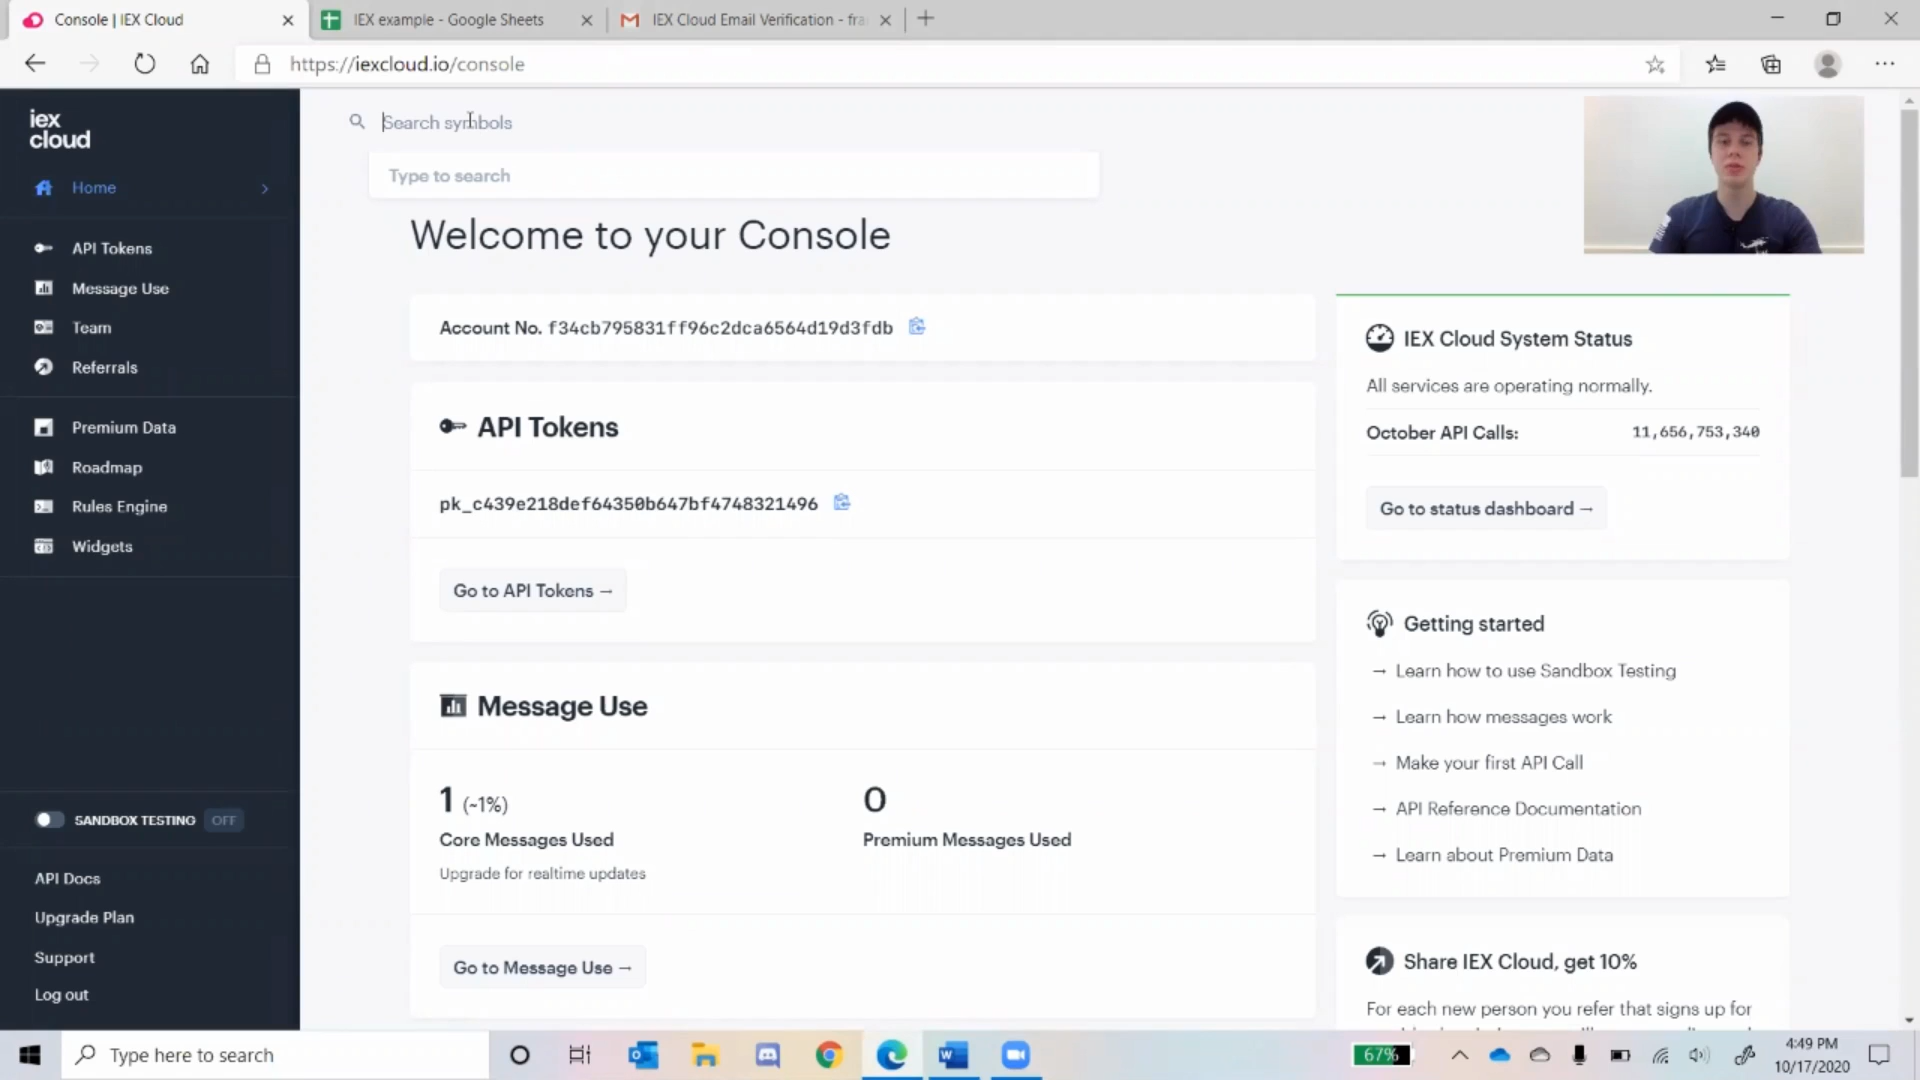 Console | IEX Cloud
IEX example - Google Sheets
IEX Cloud Email Verification - fra
https://iexcloud.io/console
iex
cloud
Home
API Tokens
Message Use
Team
Referrals
Premium Data
Roadmap
Rules Engine
Widgets
SANDBOX TESTING OFF
API Docs
Upgrade Plan
Support
Log out
Search symbols
Type to search
Welcome to your Console
Account No. f34cb795831ff96c2dca6564d19d3fdb
API Tokens
pk_c439e218def64350b647bf4748321496
Go to API Tokens →
Message Use
1 (~1%)
Core Messages Used
Upgrade for realtime updates
0
Premium Messages Used
Go to Message Use →
IEX Cloud System Status
All services are operating normally.
October API Calls: 11,656,753,340
Go to status dashboard →
Getting started
→ Learn how to use Sandbox Testing
→ Learn how messages work
→ Make your first API Call
→ API Reference Documentation
→ Learn about Premium Data
Share IEX Cloud, get 10%
For each new person you refer that signs up for
Type here to search
67%
4:49 PM
10/17/2020